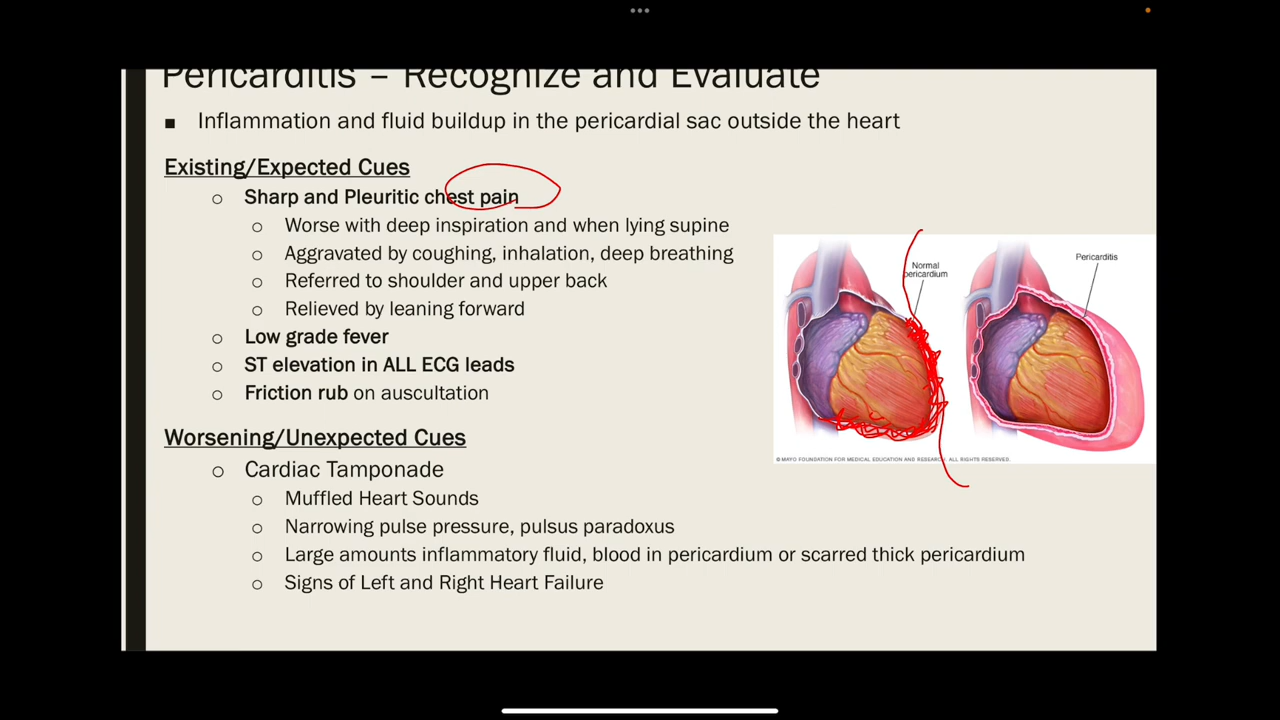 Pericarditis – Recognize and Evaluate
■ Inflammation and fluid buildup in the pericardial sac outside the heart
Existing/Expected Cues
o Sharp and Pleuritic chest pain
o Worse with deep inspiration and when lying supine
o Aggravated by coughing, inhalation, deep breathing
o Referred to shoulder and upper back
o Relieved by leaning forward
o Low grade fever
o ST elevation in ALL ECG leads
o Friction rub on auscultation
Worsening/Unexpected Cues
o Cardiac Tamponade
o Muffled Heart Sounds
o Narrowing pulse pressure, pulsus paradoxus
o Large amounts inflammatory fluid, blood in pericardium or scarred thick pericardium
o Signs of Left and Right Heart Failure
Normal
pericardium
Pericarditis
© MAYO FOUNDATION FOR MEDICAL EDUCATION AND RESEARCH. ALL RIGHTS RESERVED.